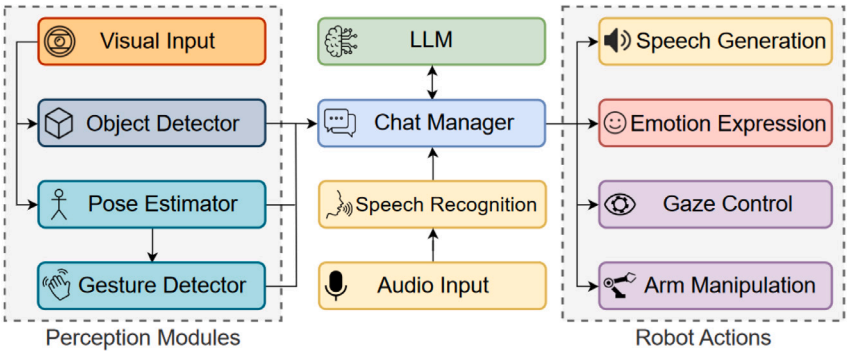 Visual Input
Object Detector
Pose Estimator
Gesture Detector
Perception Modules
LLM
Chat Manager
Speech Recognition
Audio Input
Speech Generation
Emotion Expression
Gaze Control
Arm Manipulation
Robot Actions